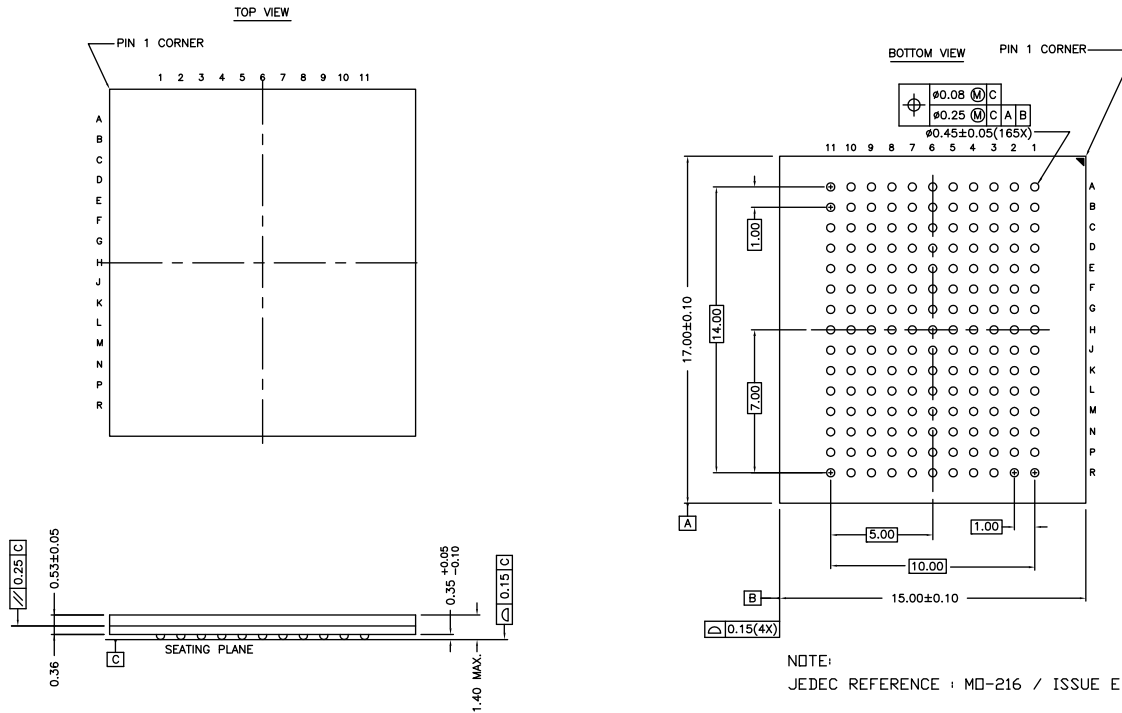 TOP VIEW
PIN 1 CORNER
1 2 3 4 5 6 7 8 9 10 11
A
B
C
D
E
F
G
H
J
K
L
M
N
P
R
BOTTOM VIEW
PIN 1 CORNER
⌖ Ø0.08 Ⓜ C
Ø0.25 Ⓜ C A B
Ø0.45±0.05(165X)
11 10 9 8 7 6 5 4 3 2 1
A
B
C
D
E
F
G
H
J
K
L
M
N
P
R
1.00
14.00
17.00±0.10
7.00
A
5.00
1.00
10.00
B
15.00±0.10
⌓ 0.15(4X)
// 0.25 C
0.53±0.05
0.36
C
SEATING PLANE
0.35 +0.05
-0.10
⌓ 0.15 C
1.40 MAX.
NOTE:
JEDEC REFERENCE : MO-216 / ISSUE E